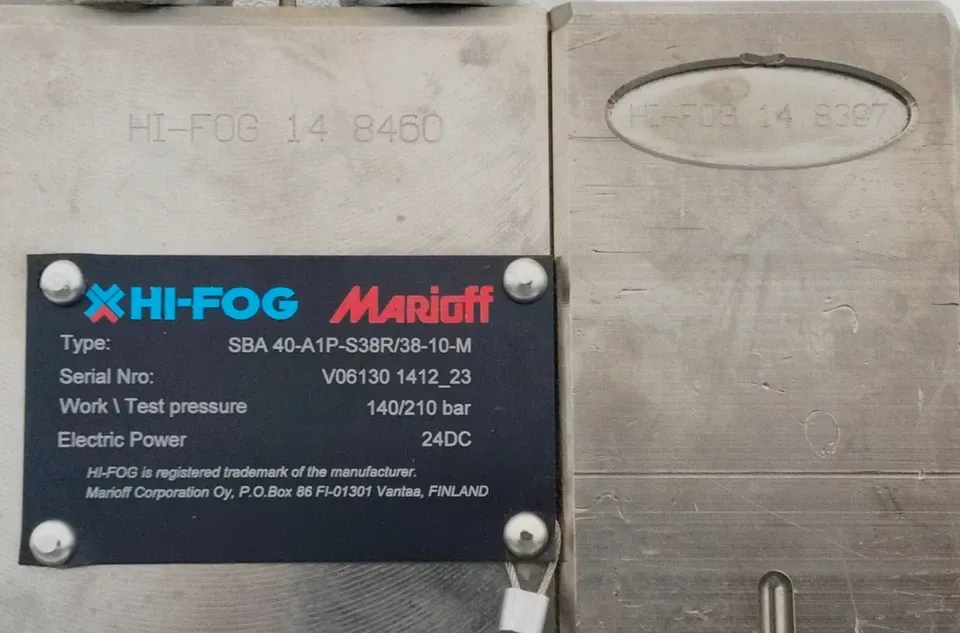 HI-FOG 14 8460
HI-FOG 14 8397
HI-FOG MARIOFF
Type: SBA 40-A1P-S38R/38-10-M
Serial Nro: V06130 1412_23
Work \ Test pressure 140/210 bar
Electric Power 24DC
HI-FOG is registered trademark of the manufacturer.
Marioff Corporation Oy, P.O.Box 86 FI-01301 Vantaa, FINLAND